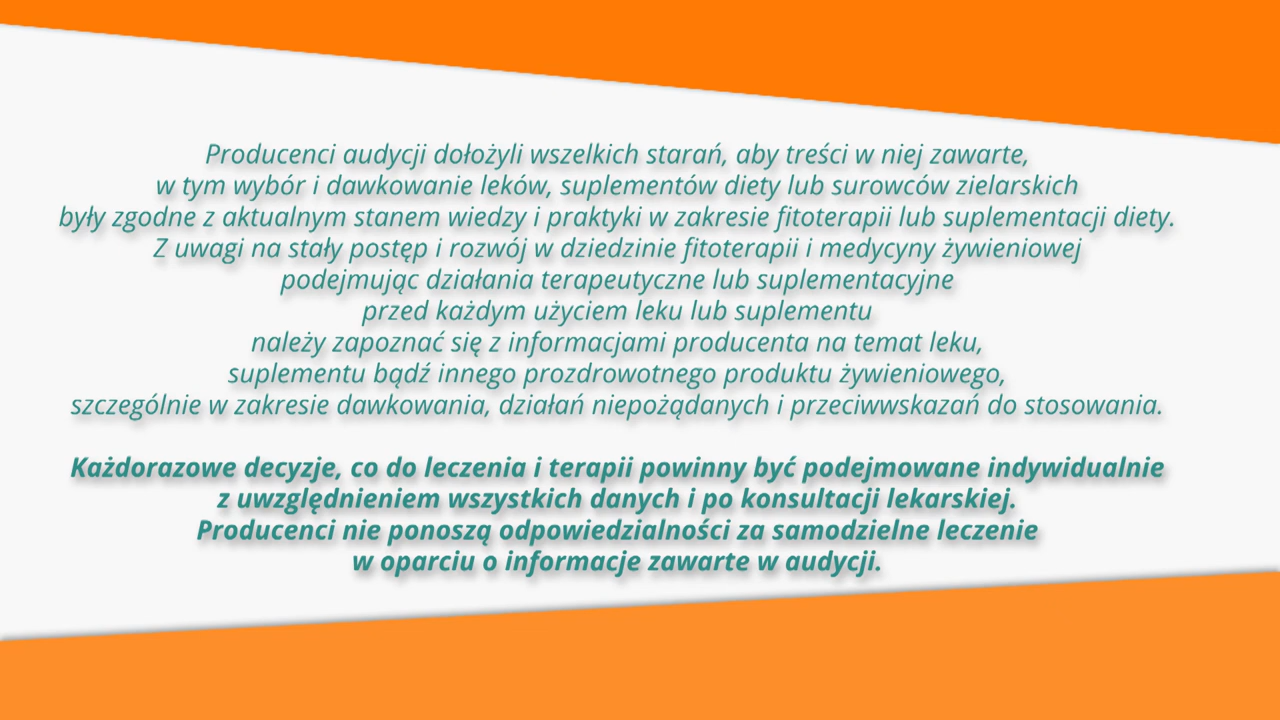 Producenci audycji dołożyli wszelkich starań, aby treści w niej zawarte,
w tym wybór i dawkowanie leków, suplementów diety lub surowców zielarskich
były zgodne z aktualnym stanem wiedzy i praktyki w zakresie fitoterapii lub suplementacji diety.
Z uwagi na stały postęp i rozwój w dziedzinie fitoterapii i medycyny żywieniowej
podejmując działania terapeutyczne lub suplementacyjne
przed każdym użyciem leku lub suplementu
należy zapoznać się z informacjami producenta na temat leku,
suplementu bądź innego prozdrowotnego produktu żywieniowego,
szczególnie w zakresie dawkowania, działań niepożądanych i przeciwwskazań do stosowania.
Każdorazowe decyzje, co do leczenia i terapii powinny być podejmowane indywidualnie
z uwzględnieniem wszystkich danych i po konsultacji lekarskiej.
Producenci nie ponoszą odpowiedzialności za samodzielne leczenie
w oparciu o informacje zawarte w audycji.